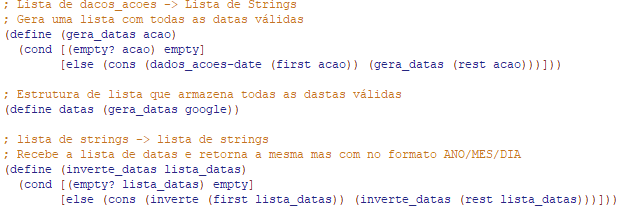 ; Lista de dacos_acoes -> Lista de Strings
; Gera uma lista com todas as datas válidas
(define (gera_datas acao)
  (cond [(empty? acao) empty]
        [else (cons (dados_acoes-date (first acao)) (gera_datas (rest acao)))]))
; Estrutura de lista que armazena todas as dastas válidas
(define datas (gera_datas google))
; lista de strings -> lista de strings
; Recebe a lista de datas e retorna a mesma mas com no formato ANO/MES/DIA
(define (inverte_datas lista_datas)
  (cond [(empty? lista_datas) empty]
        [else (cons (inverte (first lista_datas)) (inverte_datas (rest lista_datas)))]))